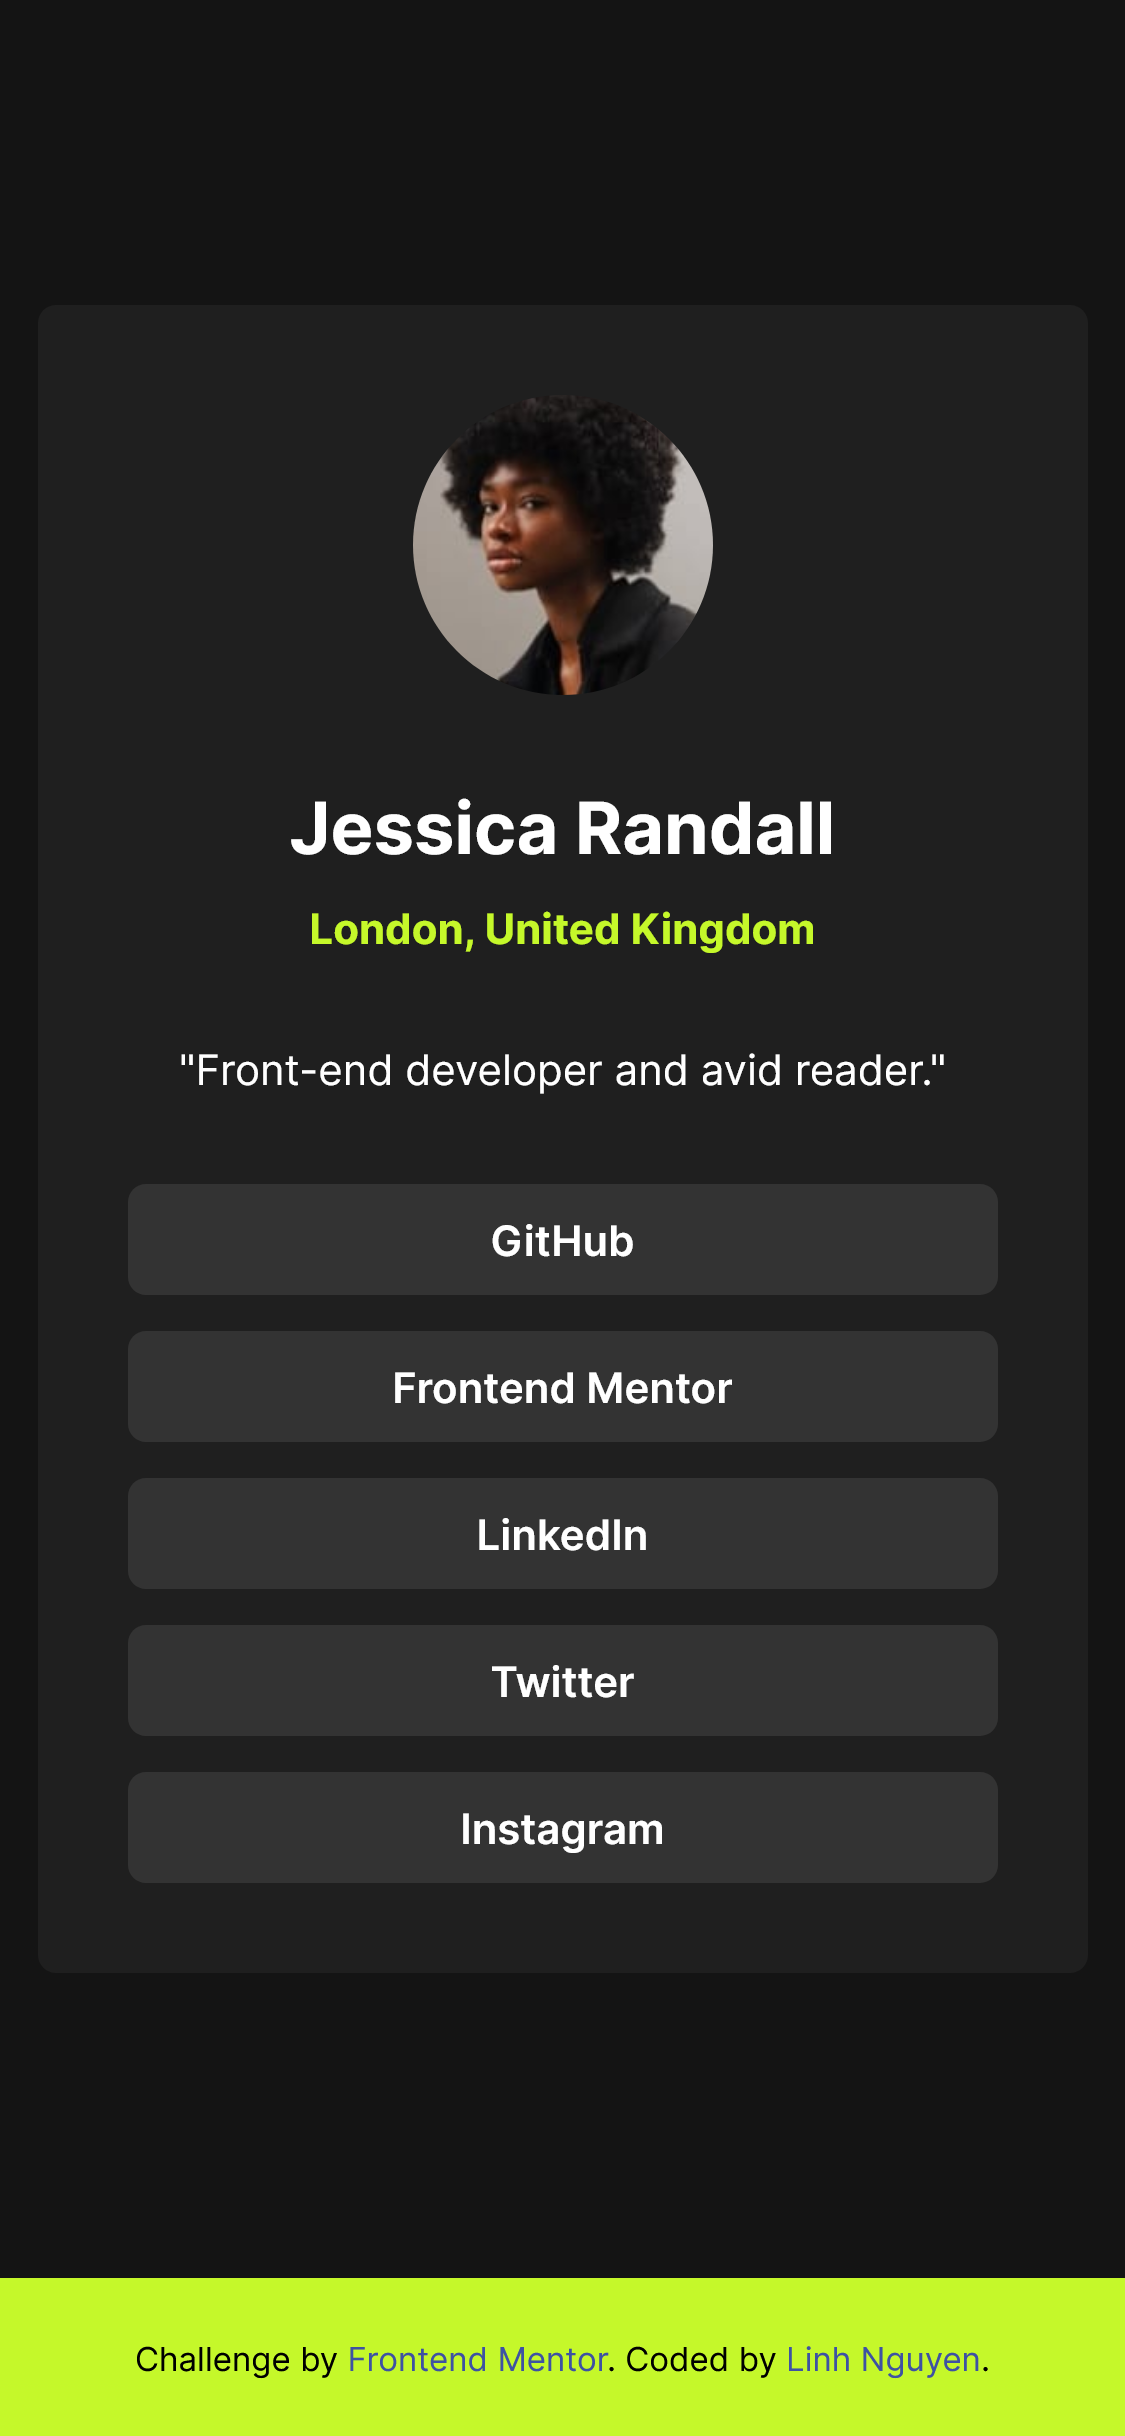 Jessica Randall
London, United Kingdom
"Front-end developer and avid reader."
GitHub
Frontend Mentor
LinkedIn
Twitter
Instagram
Challenge by Frontend Mentor. Coded by Linh Nguyen.